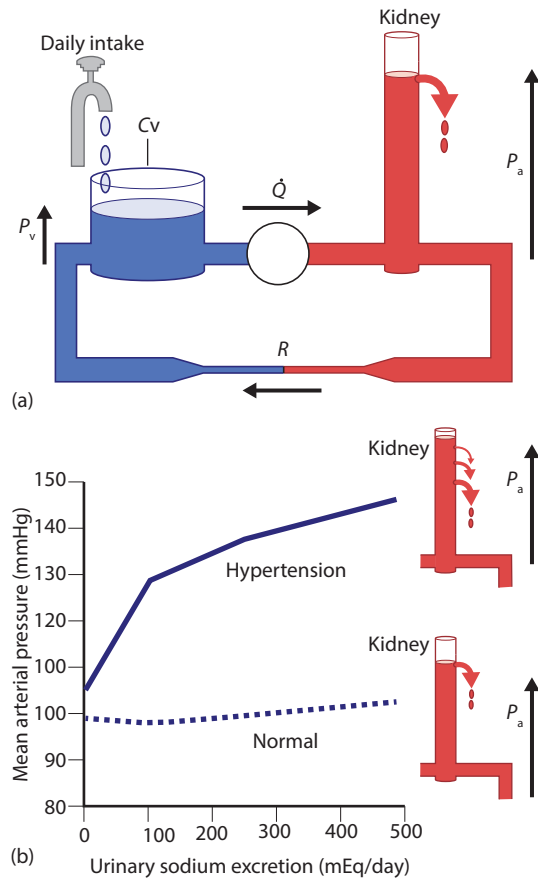 Kidney
Daily intake
Cv
Q̇
Pa
Pv
R
(a)
150
140
130
120
100
100
90
80
Mean arterial pressure (mmHg)
Hypertension
Normal
0
100
200
300
400
500
Urinary sodium excretion (mEq/day)
Kidney
Pa
Kidney
Pa
(b)